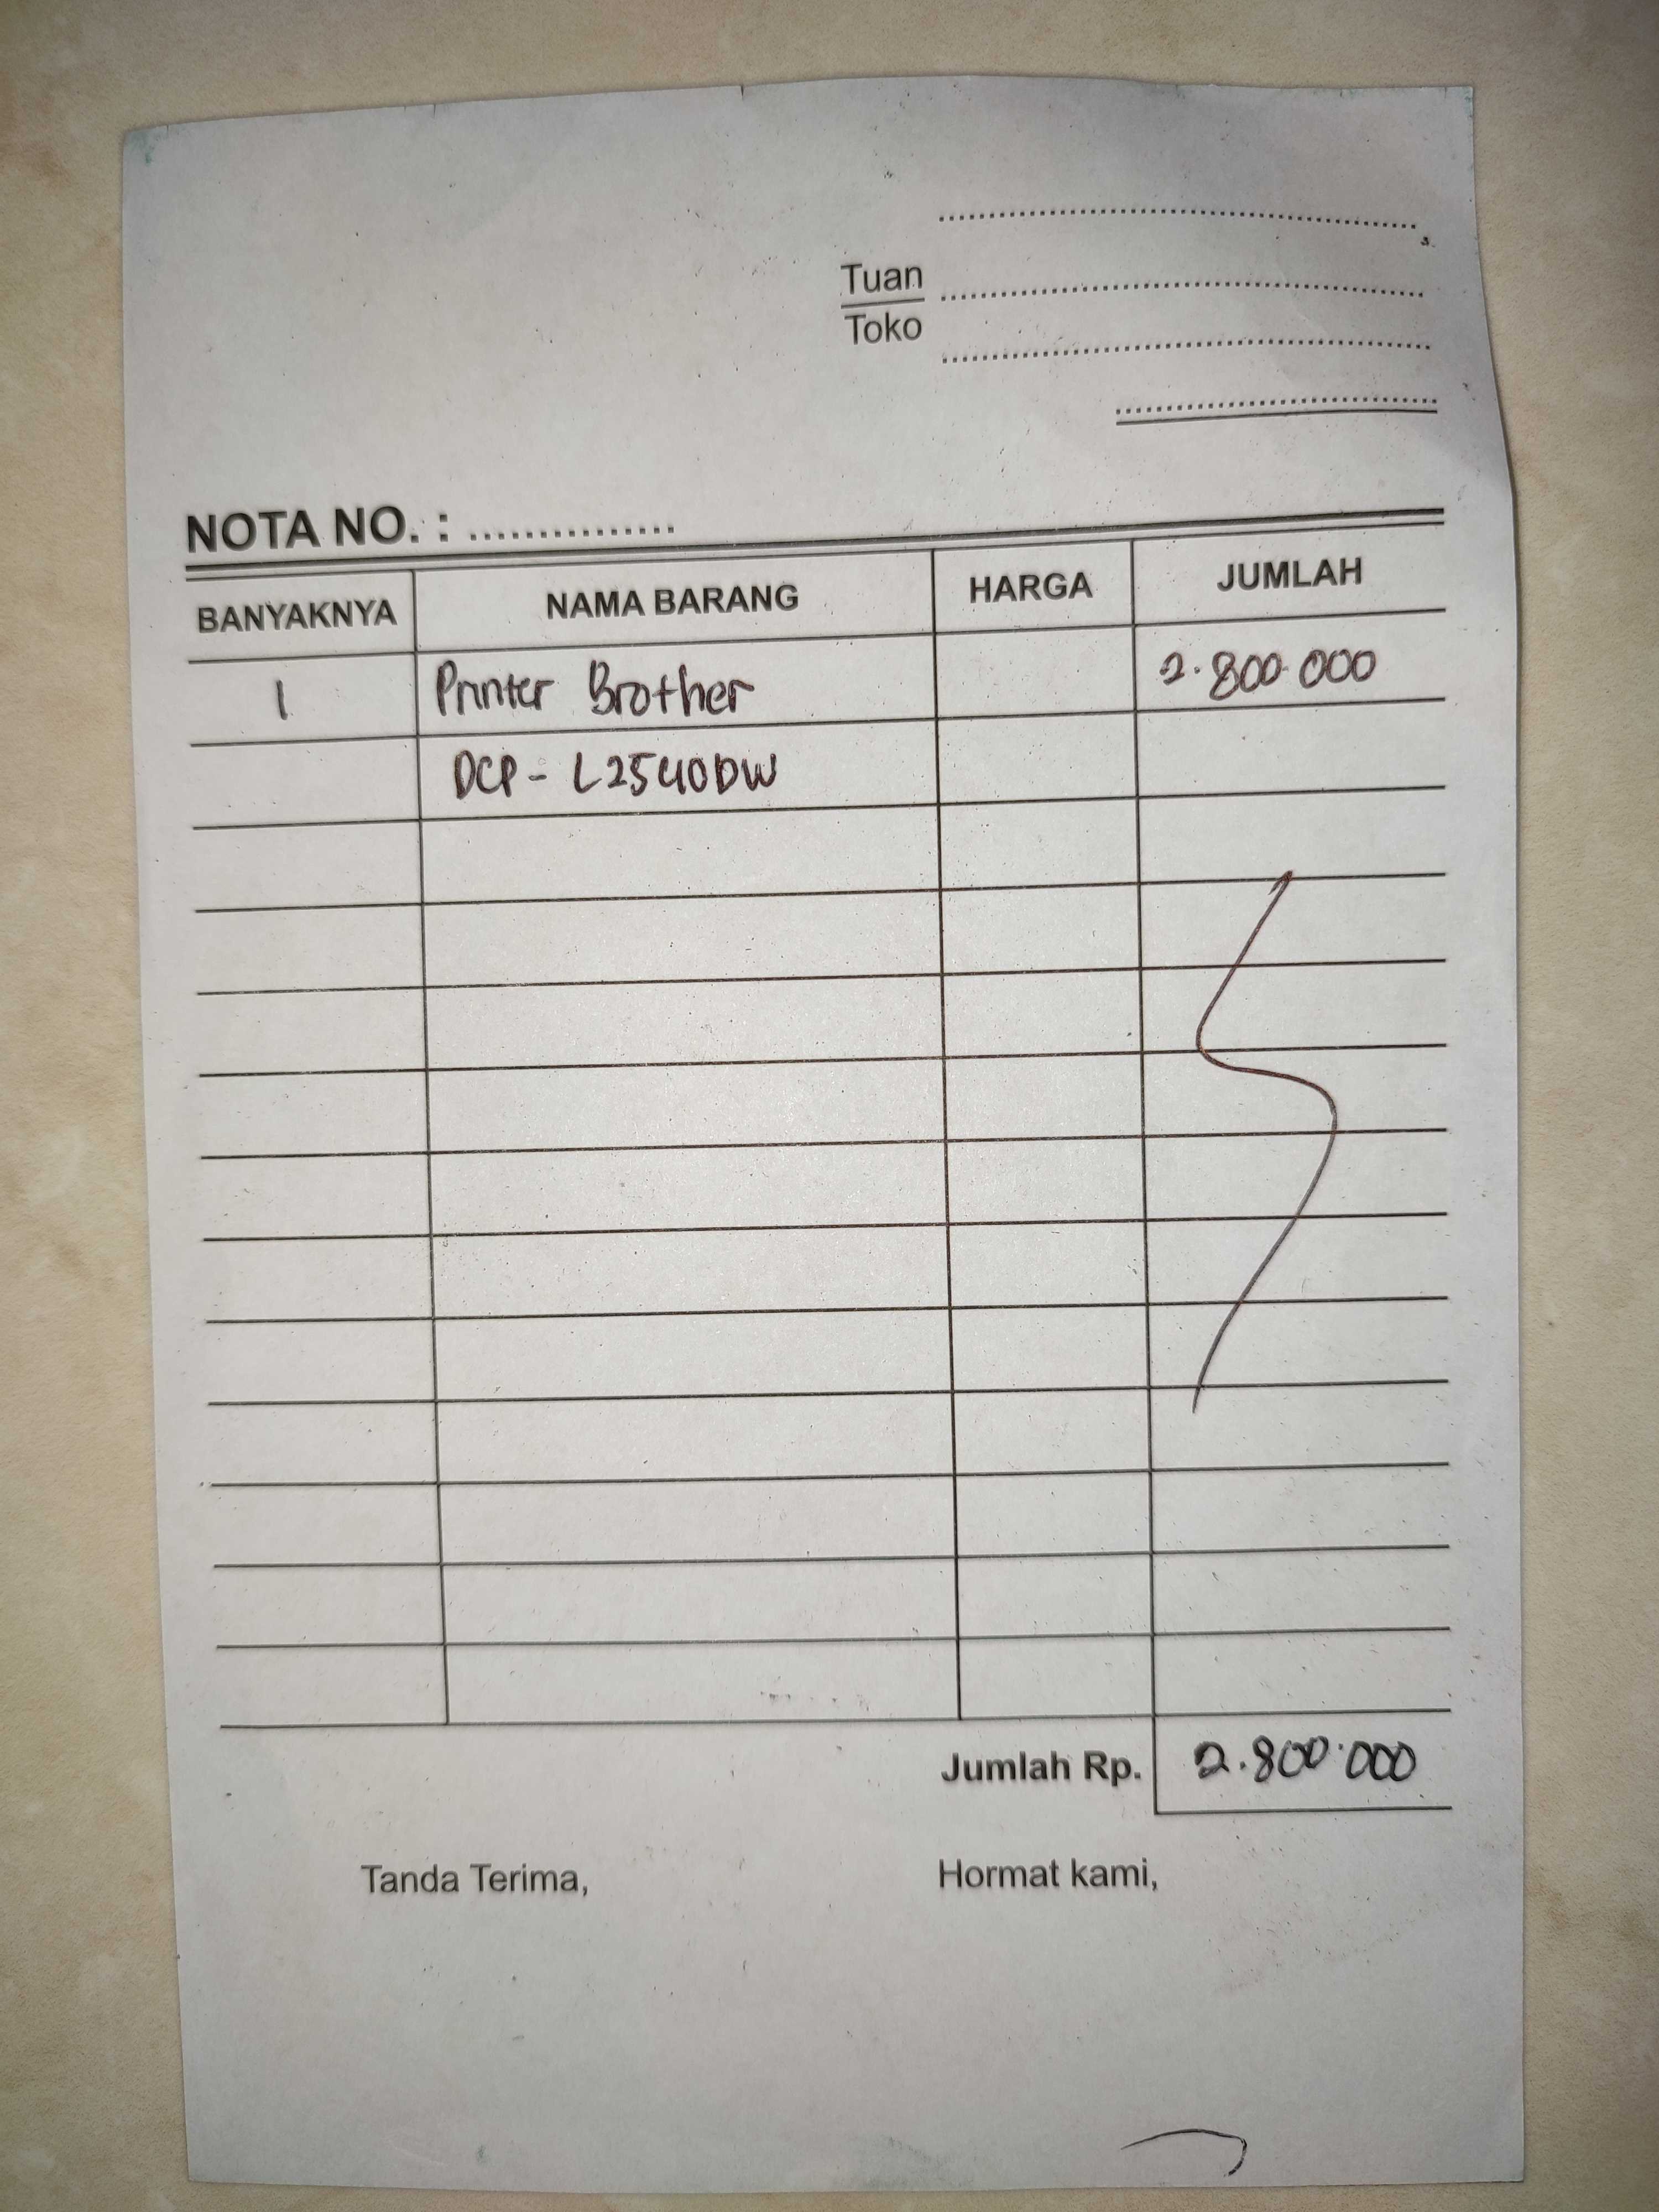 Tuan
Toko
NOTA NO. : ...............
BANYAKNYA NAMA BARANG HARGA JUMLAH
1 Printer Brother 2.800.000
DCP - L2540DW
Jumlah Rp. 2.800.000
Tanda Terima, Hormat kami,